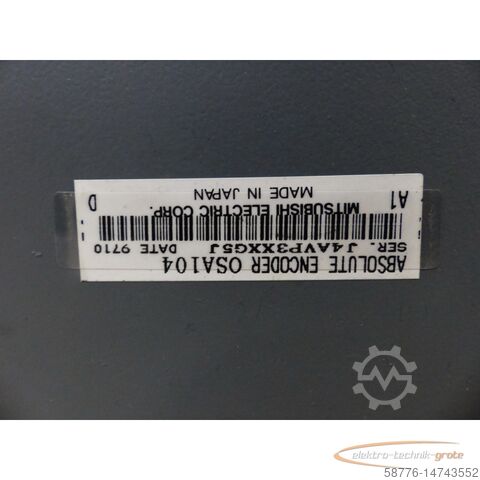 ABSOLUTE ENCODER OSA104
SER. J4AVP3XXG5J DATE 9710
MITSUBISHI ELECTRIC CORP.
MADE IN JAPAN
A1
D
elektro-technik-grote
58776-14743552